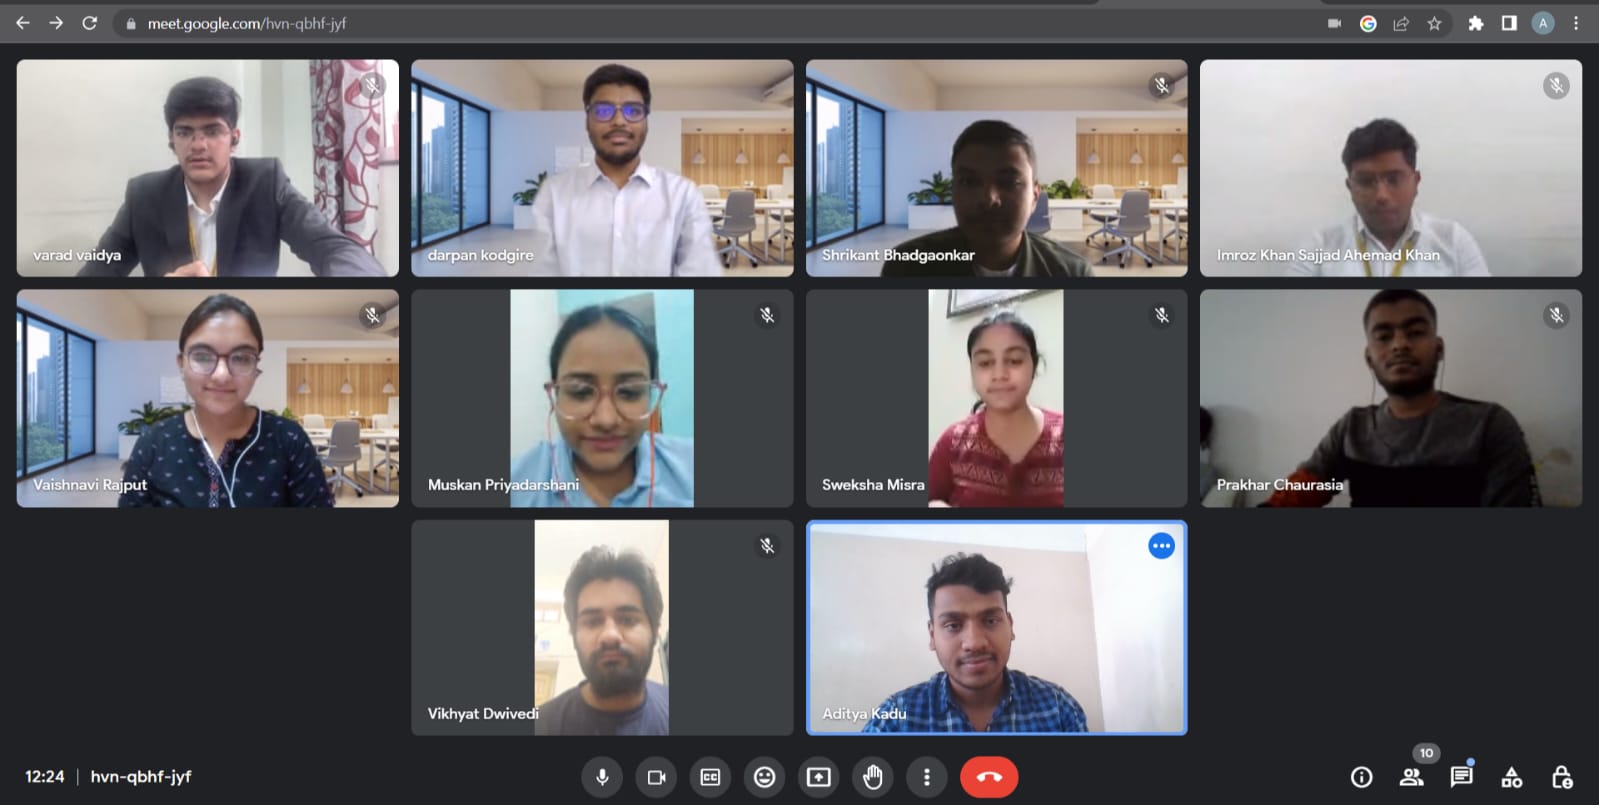 meet.google.com/hvn-qbhf-jyf
A
varad vaidya
darpan kodgire
Shrikant Bhadgaonkar
Imroz Khan Sajjad Ahemad Khan
Vaishnavi Rajput
Muskan Priyadarshani
Sweksha Misra
Prakhar Chaurasia
Vikhyat Dwivedi
Aditya Kadu
12:24 | hvn-qbhf-jyf
CC
10